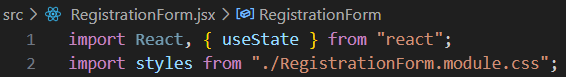 src > RegistrationForm.jsx > RegistrationForm
1 import React, { useState } from "react";
2 import styles from "./RegistrationForm.module.css";